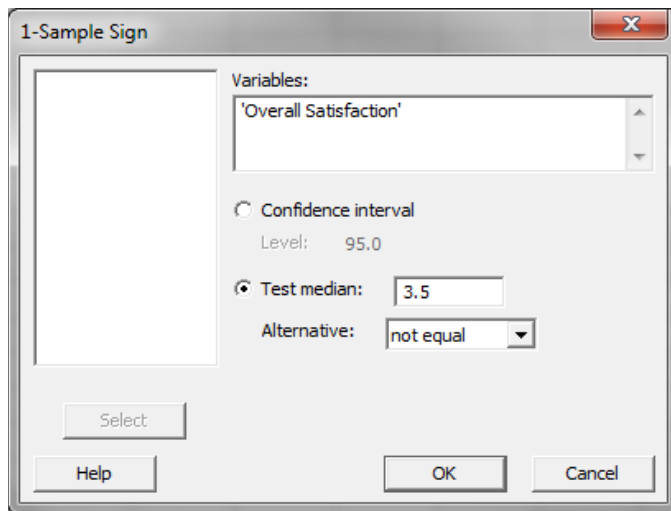 1-Sample Sign
Variables:
'Overall Satisfaction'
Confidence interval
Level: 95.0
Test median: 3.5
Alternative: not equal
Select
Help OK Cancel